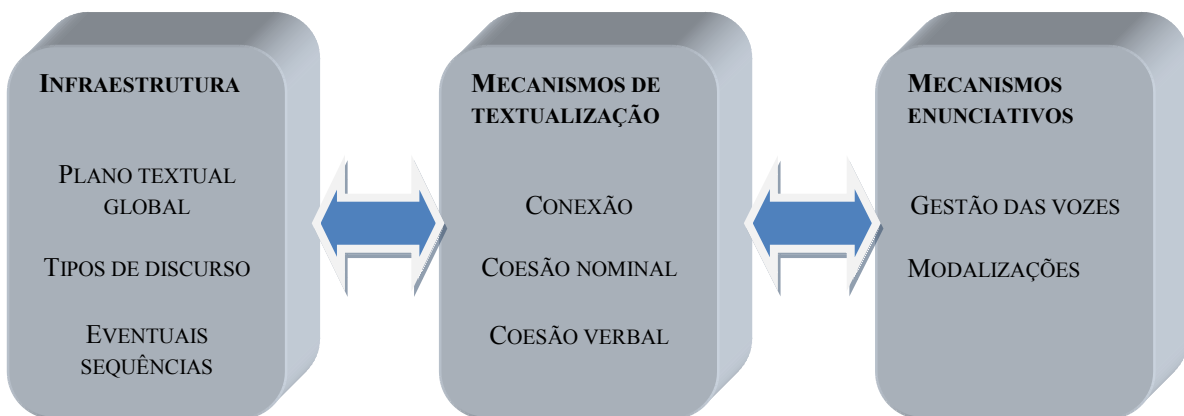 INFRAESTRUTURA
PLANO TEXTUAL
GLOBAL
TIPOS DE DISCURSO
EVENTUAIS
SEQUÊNCIAS
MECANISMOS DE
TEXTUALIZAÇÃO
CONEXÃO
COESÃO NOMINAL
COESÃO VERBAL
MECANISMOS
ENUNCIATIVOS
GESTÃO DAS VOZES
MODALIZAÇÕES